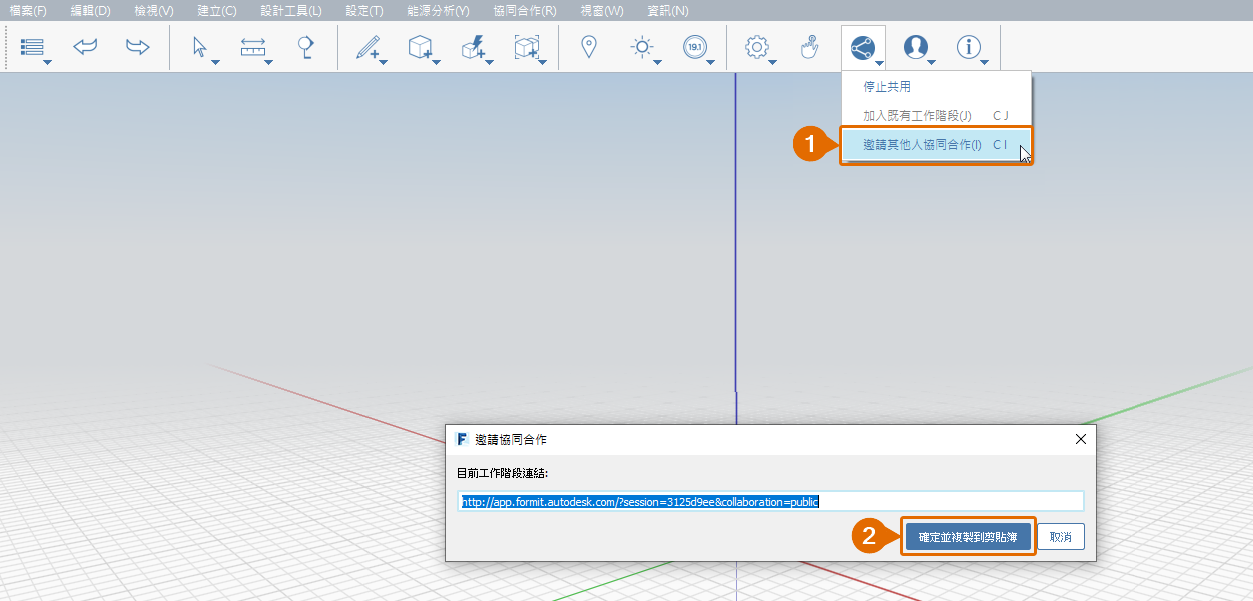 檔案(F) 編輯(D) 檢視(V) 建立(C) 設計工具(L) 設定(T) 能源分析(Y) 協同合作(R) 視窗(W) 資訊(N)
19.1
停止共用
加入既有工作階段(J) C J
1
邀請其他人協同合作(I) C I
F 邀請協同合作
目前工作階段連結:
http://app.formit.autodesk.com/?session=3125d9ee&collaboration=public
2
確定並複製到剪貼簿
取消